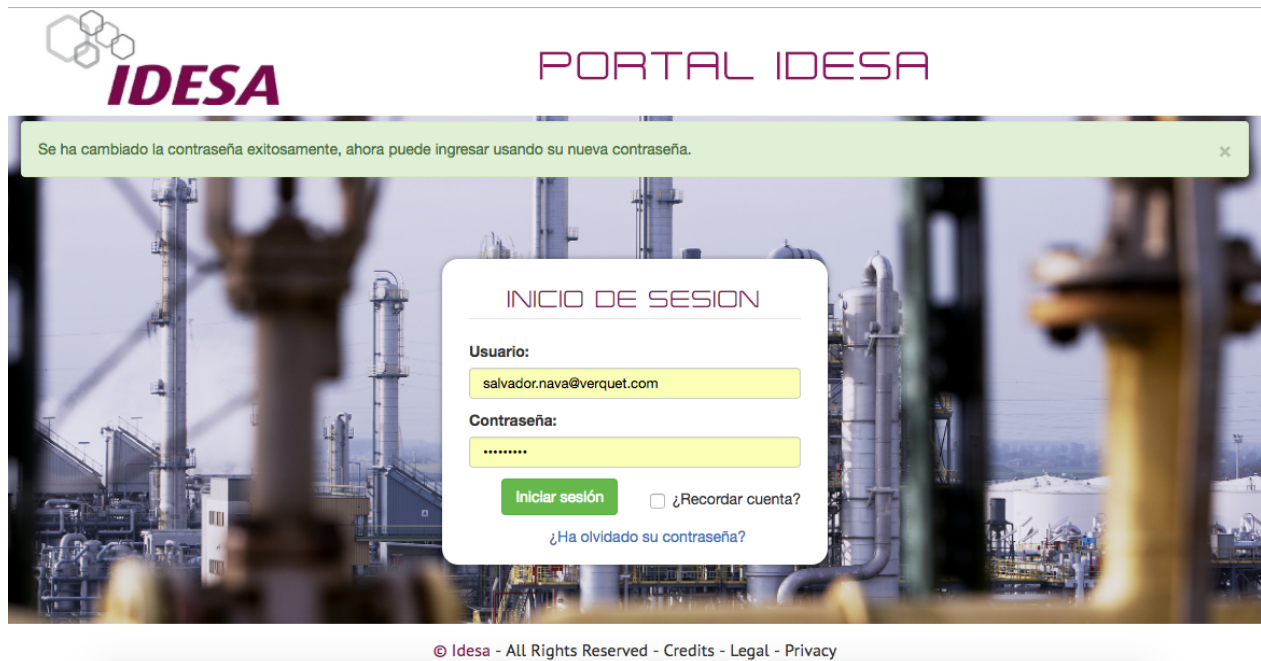 IDESA
PORTAL IDESA
Se ha cambiado la contraseña exitosamente, ahora puede ingresar usando su nueva contraseña.
×
INICIO DE SESION
Usuario:
salvador.nava@verquet.com
Contraseña:
•••••••••
Iniciar sesión
¿Recordar cuenta?
¿Ha olvidado su contraseña?
© Idesa - All Rights Reserved - Credits - Legal - Privacy